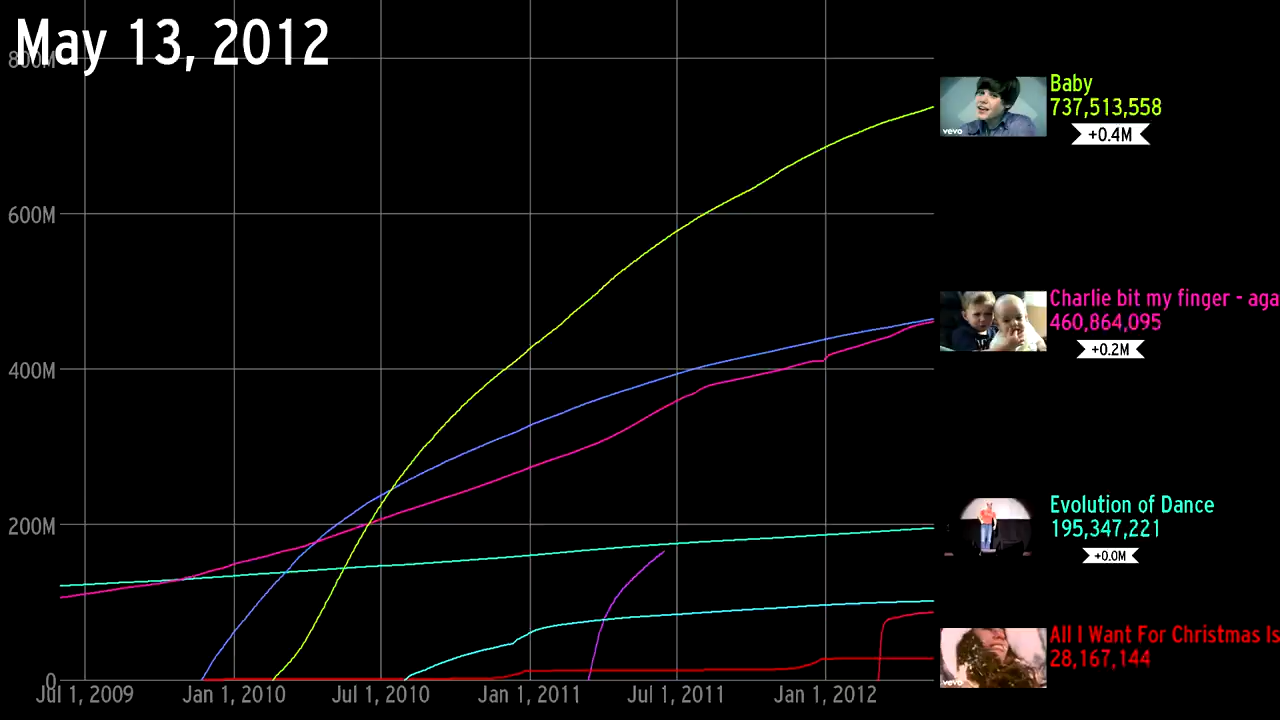 May 13, 2012
800M
600M
400M
200M
0
Jul 1, 2009
Jan 1, 2010
Jul 1, 2010
Jan 1, 2011
Jul 1, 2011
Jan 1, 2012
vevo
Baby
737,513,558
+0.4M
Charlie bit my finger - aga
460,864,095
+0.2M
Evolution of Dance
195,347,221
+0.0M
vevo
All I Want For Christmas Is
28,167,144